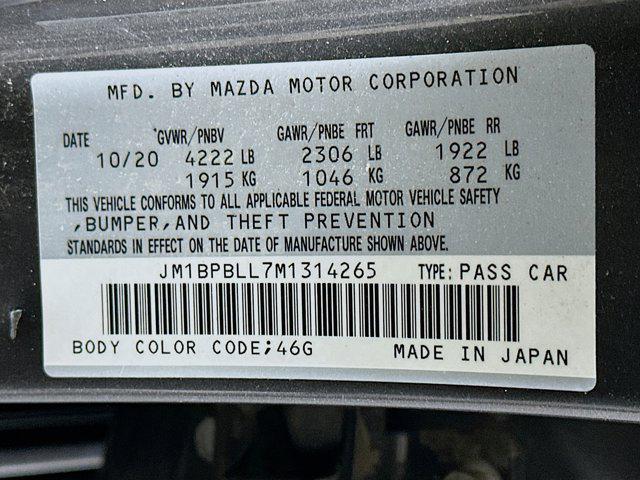 MFD. BY MAZDA MOTOR CORPORATION
DATE 'GVWR/PNBV GAWR/PNBE FRT GAWR/PNBE RR
10/20 4222 LB 2306 LB 1922 LB
1915 KG 1046 KG 872 KG
THIS VEHICLE CONFORMS TO ALL APPLICABLE FEDERAL MOTOR VEHICLE SAFETY
,BUMPER,AND THEFT PREVENTION
STANDARDS IN EFFECT ON THE DATE OF MANUFACTURE SHOWN ABOVE.
JM1BPBLL7M1314265 TYPE: PASS CAR
BODY COLOR CODE;46G MADE IN JAPAN